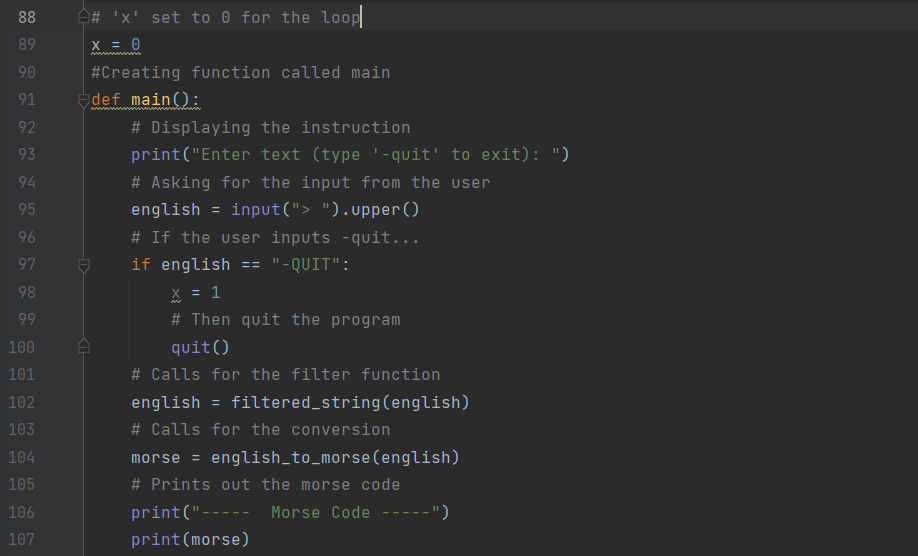 88 # 'x' set to 0 for the loop
89 x = 0
90 #Creating function called main
91 def main():
92     # Displaying the instruction
93     print("Enter text (type '-quit' to exit): ")
94     # Asking for the input from the user
95     english = input("> ").upper()
96     # If the user inputs -quit...
97     if english == "-QUIT":
98         x = 1
99         # Then quit the program
100         quit()
101     # Calls for the filter function
102     english = filtered_string(english)
103     # Calls for the conversion
104     morse = english_to_morse(english)
105     # Prints out the morse code
106     print("-----  Morse Code -----")
107     print(morse)